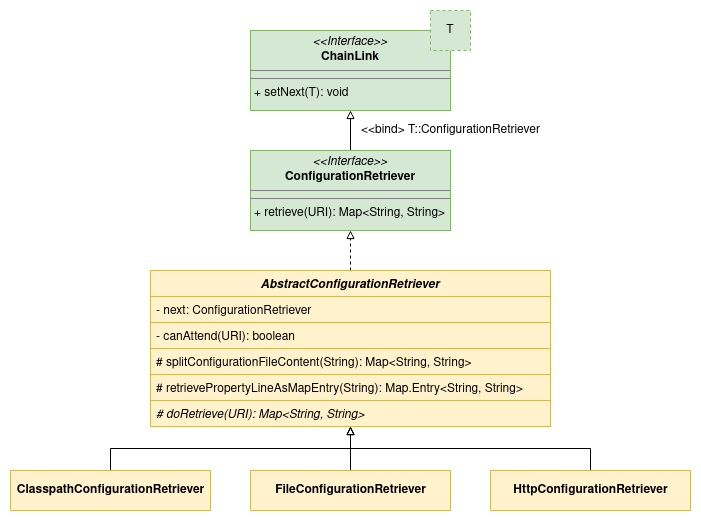 T
<<Interface>>
ChainLink
+ setNext(T): void
<<bind> T::ConfigurationRetriever
<<Interface>>
ConfigurationRetriever
+ retrieve(URI): Map<String, String>
AbstractConfigurationRetriever
- next: ConfigurationRetriever
- canAttend(URI): boolean
# splitConfigurationFileContent(String): Map<String, String>
# retrievePropertyLineAsMapEntry(String): Map.Entry<String, String>
# doRetrieve(URI): Map<String, String>
ClasspathConfigurationRetriever
FileConfigurationRetriever
HttpConfigurationRetriever